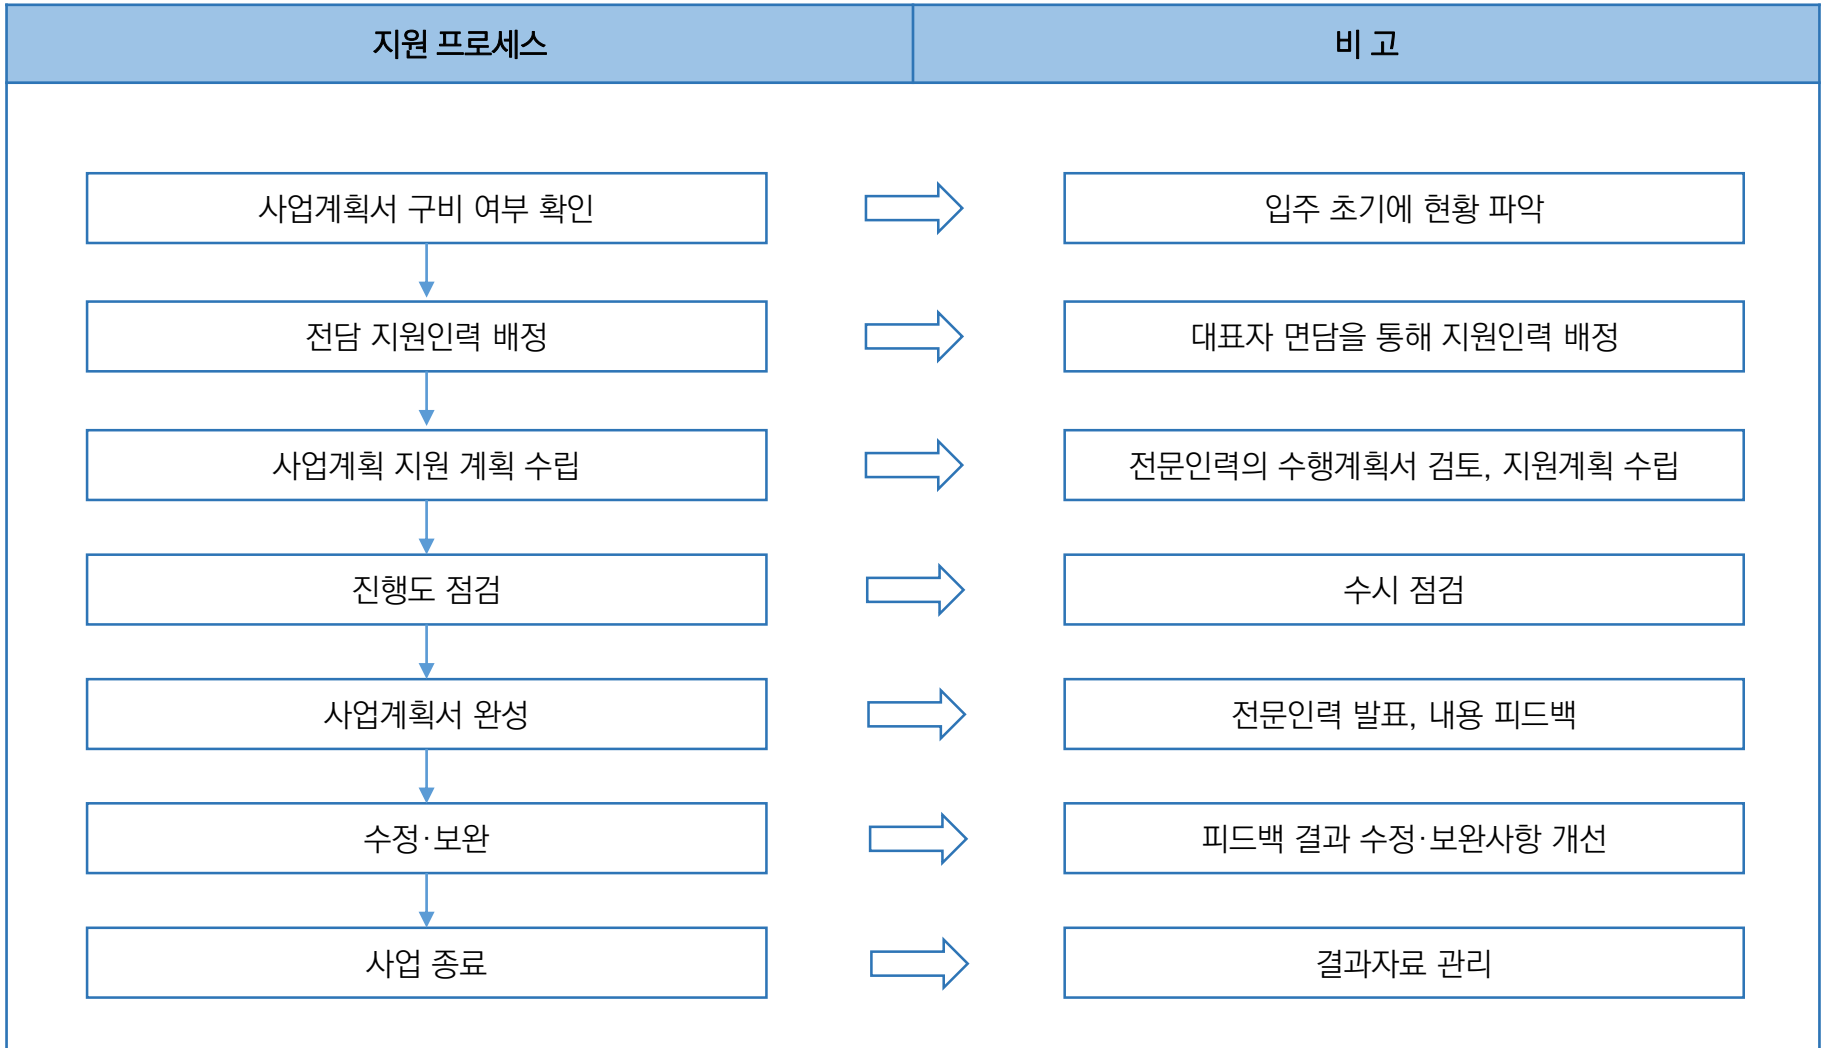 지원 프로세스
비 고
사업계획서 구비 여부 확인
입주 초기에 현황 파악
전담 지원인력 배정
대표자 면담을 통해 지원인력 배정
사업계획 지원 계획 수립
전문인력의 수행계획서 검토, 지원계획 수립
진행도 점검
수시 점검
사업계획서 완성
전문인력 발표, 내용 피드백
수정·보완
피드백 결과 수정·보완사항 개선
사업 종료
결과자료 관리